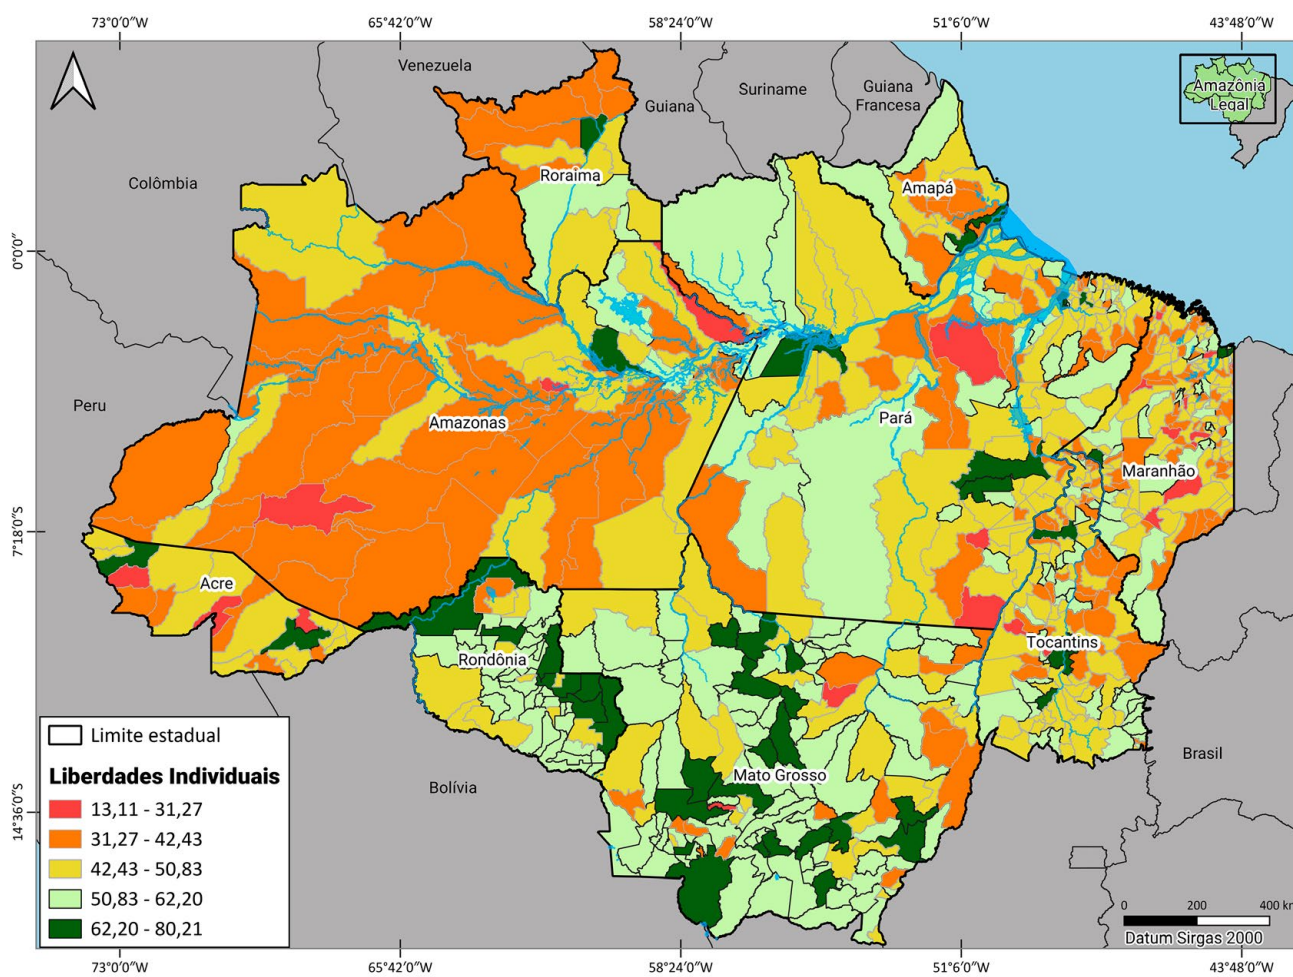 73°0′0″W 65°42′0″W 58°24′0″W 51°6′0″W 43°48′0″W
Venezuela
Guiana
Suriname
Guiana
Francesa
Amazônia
Legal
Colômbia
Roraima
Amapá
0°0′0″
Peru
Amazonas
Pará
Maranhão
7°18′0″S
Acre
Rondônia
Tocantins
Limite estadual
Liberdades Individuais
13,11 - 31,27
31,27 - 42,43
42,43 - 50,83
50,83 - 62,20
62,20 - 80,21
Bolívia
Mato Grosso
Brasil
14°36′0″S
0 200 400 km
Datum Sirgas 2000
73°0′0″W 65°42′0″W 58°24′0″W 51°6′0″W 43°48′0″W